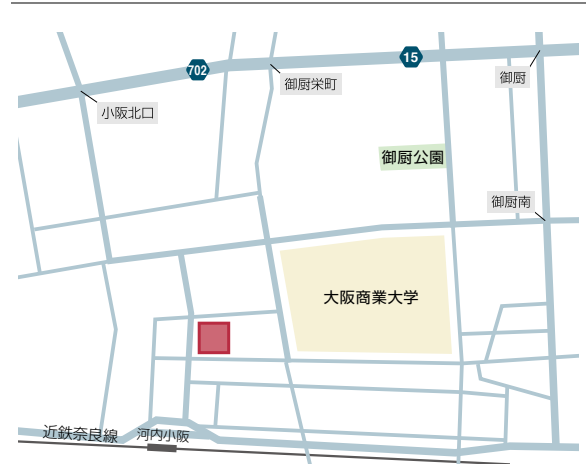 15
702
御厨
御厨栄町
小阪北口
御厨公園
御厨南
大阪商業大学
近鉄奈良線
河内小阪